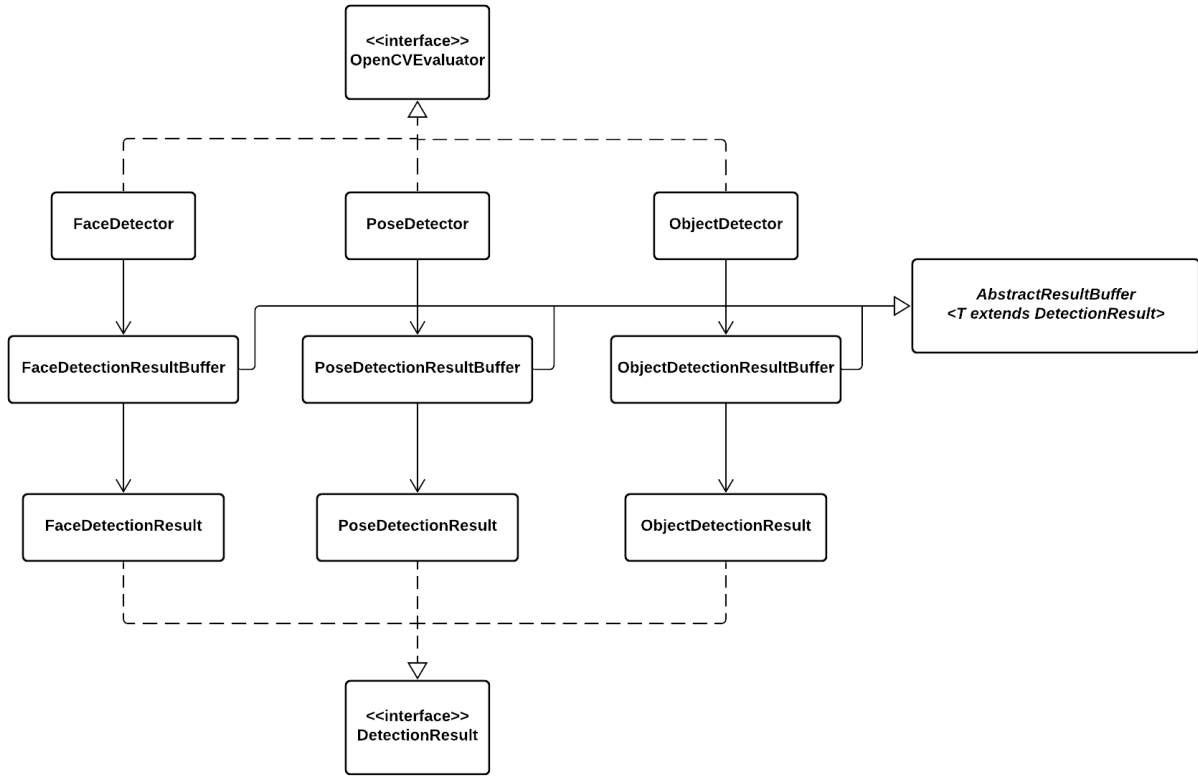 <<interface>>
OpenCVEvaluator
FaceDetector
PoseDetector
ObjectDetector
AbstractResultBuffer
<T extends DetectionResult>
FaceDetectionResultBuffer
PoseDetectionResultBuffer
ObjectDetectionResultBuffer
FaceDetectionResult
PoseDetectionResult
ObjectDetectionResult
<<interface>>
DetectionResult